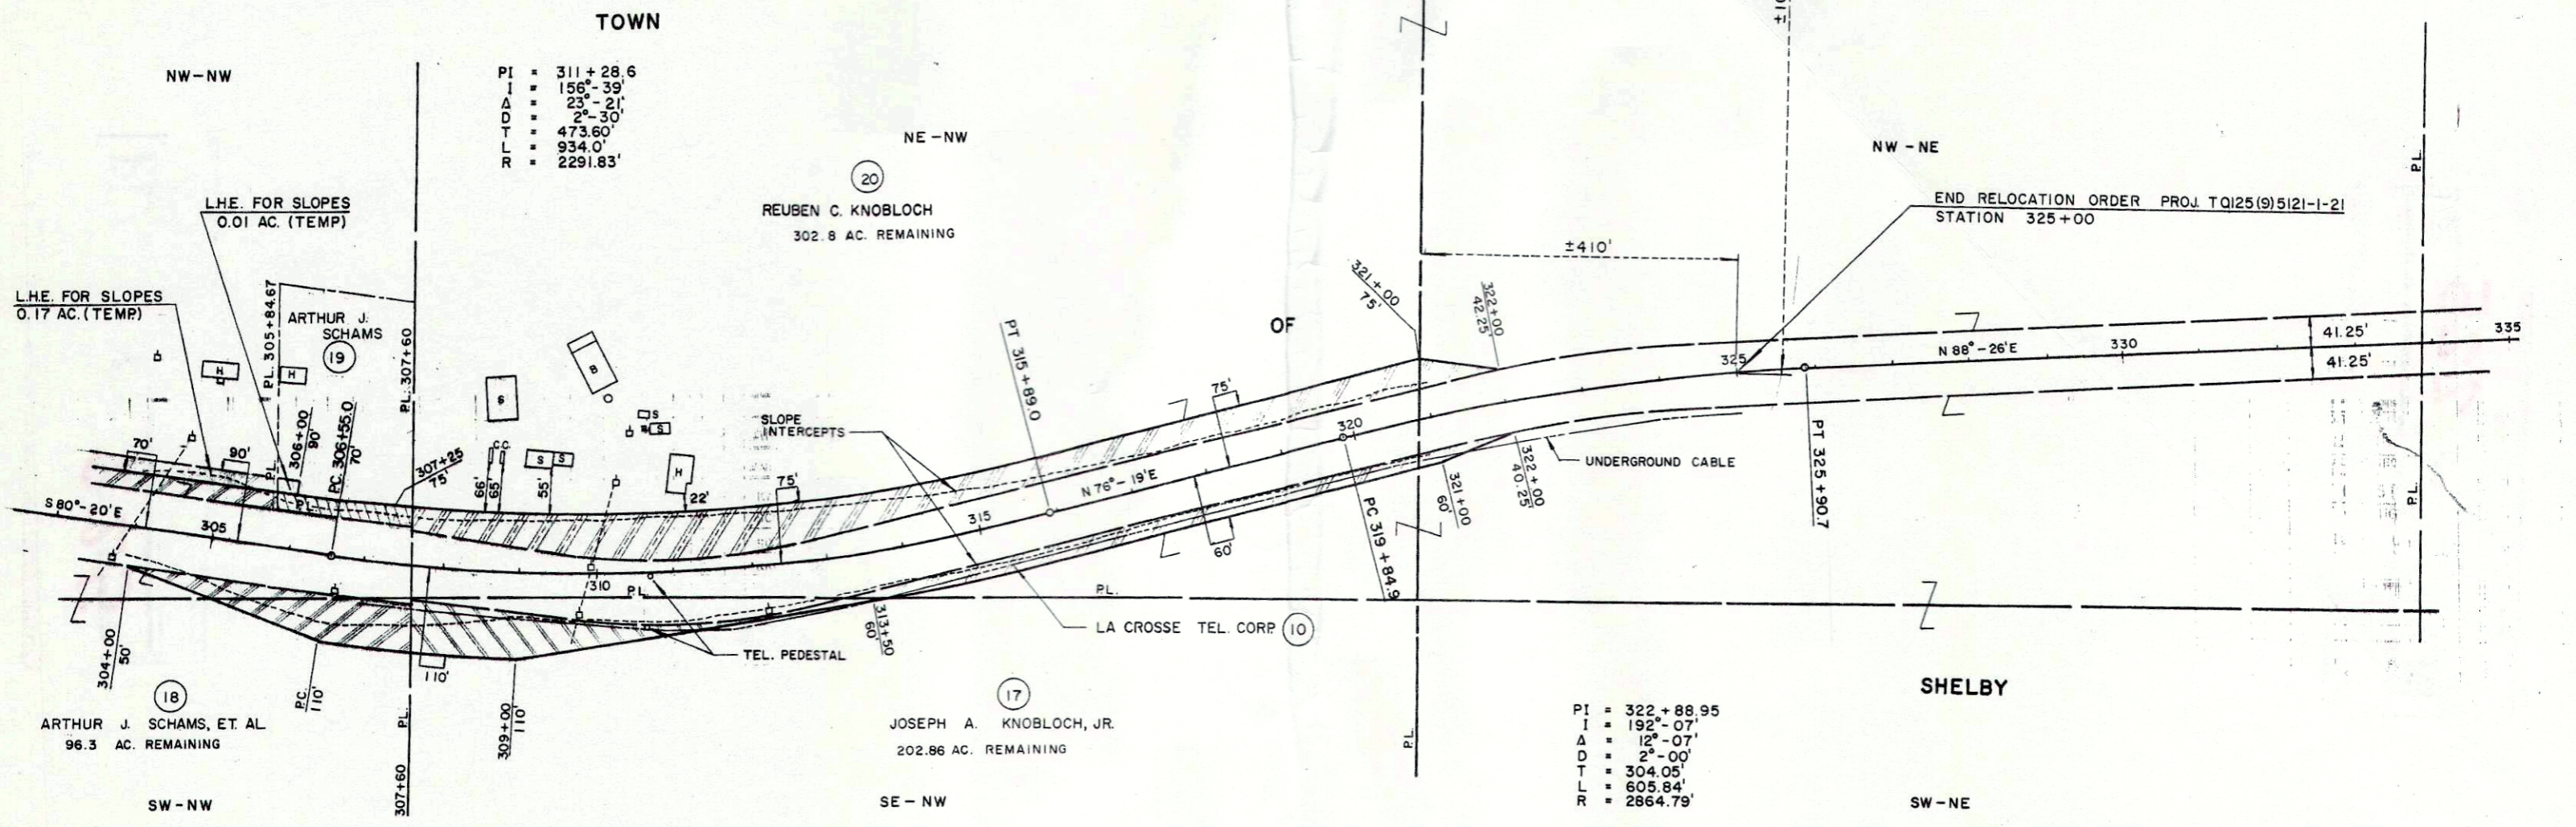 TOWN
NW-NW
PI = 311+28.6
I = 156°-39'
Δ = 23°-21'
D = 2°-30'
T = 473.60'
L = 934.0'
R = 2291.83'
NE-NW
20
REUBEN C. KNOBLOCH
302.8 AC. REMAINING
NW-NE
P.L.
END RELOCATION ORDER PROJ. TQ125(9)5121-1-21
STATION 325+00
±410'
L.H.E. FOR SLOPES
0.01 AC. (TEMP)
L.H.E. FOR SLOPES
0.17 AC. (TEMP.)
P.L. 305+84.67
ARTHUR J.
SCHAMS
19
P.L. 307+60
H
H
S
B
S
S
S
S
H
C.C.
66'
65'
55'
22'
70'
90'
306+00
90'
PC. 306+55.0
70'
307+25
75'
P.L.
P.L.
75'
SLOPE
INTERCEPTS
PT 315+89.0
OF
321+00
75'
322+00
42.25'
75'
S 80°-20'E
305
310
315
N 76°-19'E
320
325
N 88°-26'E
330
335
41.25'
41.25'
UNDERGROUND CABLE
322+00
40.25'
321+00
60'
PC 319+84.9
PT 325+90.7
60'
P.L.
P.L.
P.L.
313+50
60'
LA CROSSE TEL. CORP. 10
TEL. PEDESTAL
304+00
50'
P.C.
110'
110'
309+00
110'
P.L.
307+60
P.L.
18
ARTHUR J. SCHAMS, ET. AL.
96.3 AC. REMAINING
17
JOSEPH A. KNOBLOCH, JR.
202.86 AC. REMAINING
SHELBY
PI = 322+88.95
I = 192°-07'
Δ = 12°-07'
D = 2°-00'
T = 304.05'
L = 605.84'
R = 2864.79'
SW-NW
SE-NW
SW-NE